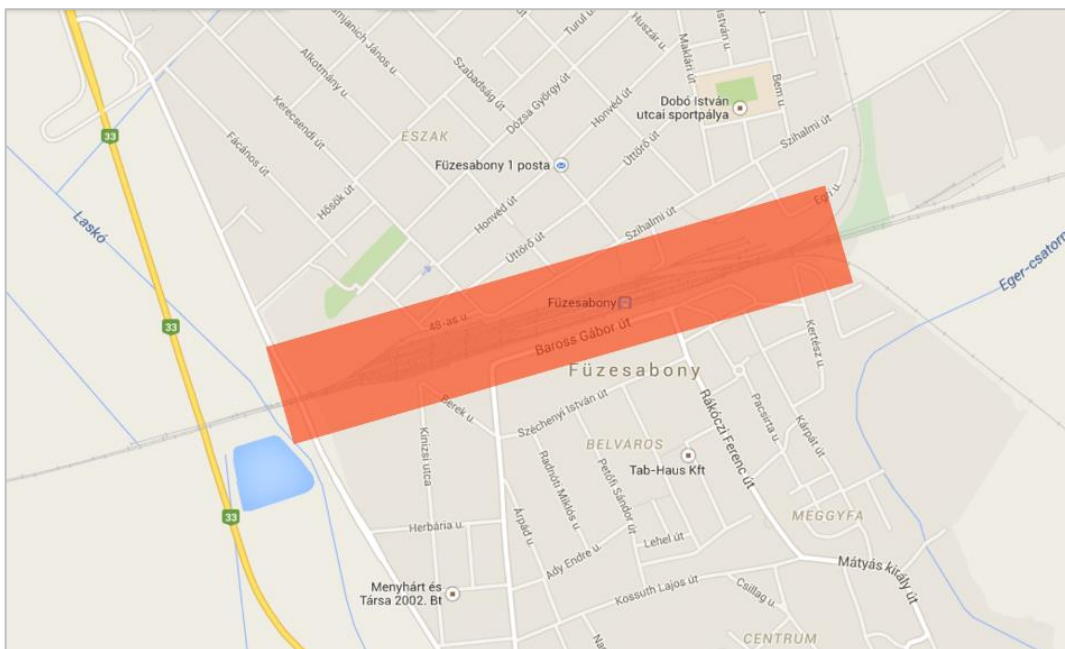 Damjanich János u.
Alkotmány u.
Kerecsendi út
Fácános út
Hősök út
Szabadság út
Dózsa György út
Turul út
Huszár u.
Honvéd út
Maklári út
István u.
Bem u.
Dobó István
utcai sportpálya
ÉSZAK
Füzesabony 1 posta
Úttörő út
Szihalmi út
Egri u.
33
Laskó
Honvéd út
Úttörő út
Szihalmi út
Eger-csatorn
Füzesabony
48-as u.
33
Baross Gábor út
Füzesabony
Kertész u.
Berek u.
Széchenyi István út
Kinizsi utca
BELVÁROS
Rákóczi Ferenc út
Pacsirta u.
Kárpát út
Tab-Haus Kft
Radnóti Miklós u.
Petőfi Sándor út
33
MEGGYFA
Herbária u.
Árpád u.
Lehel út
Ady Endre u.
Mátyás király út
Menyhárt és
Társa 2002. Bt
Kossuth Lajos út
Csillag u.
CENTRUM